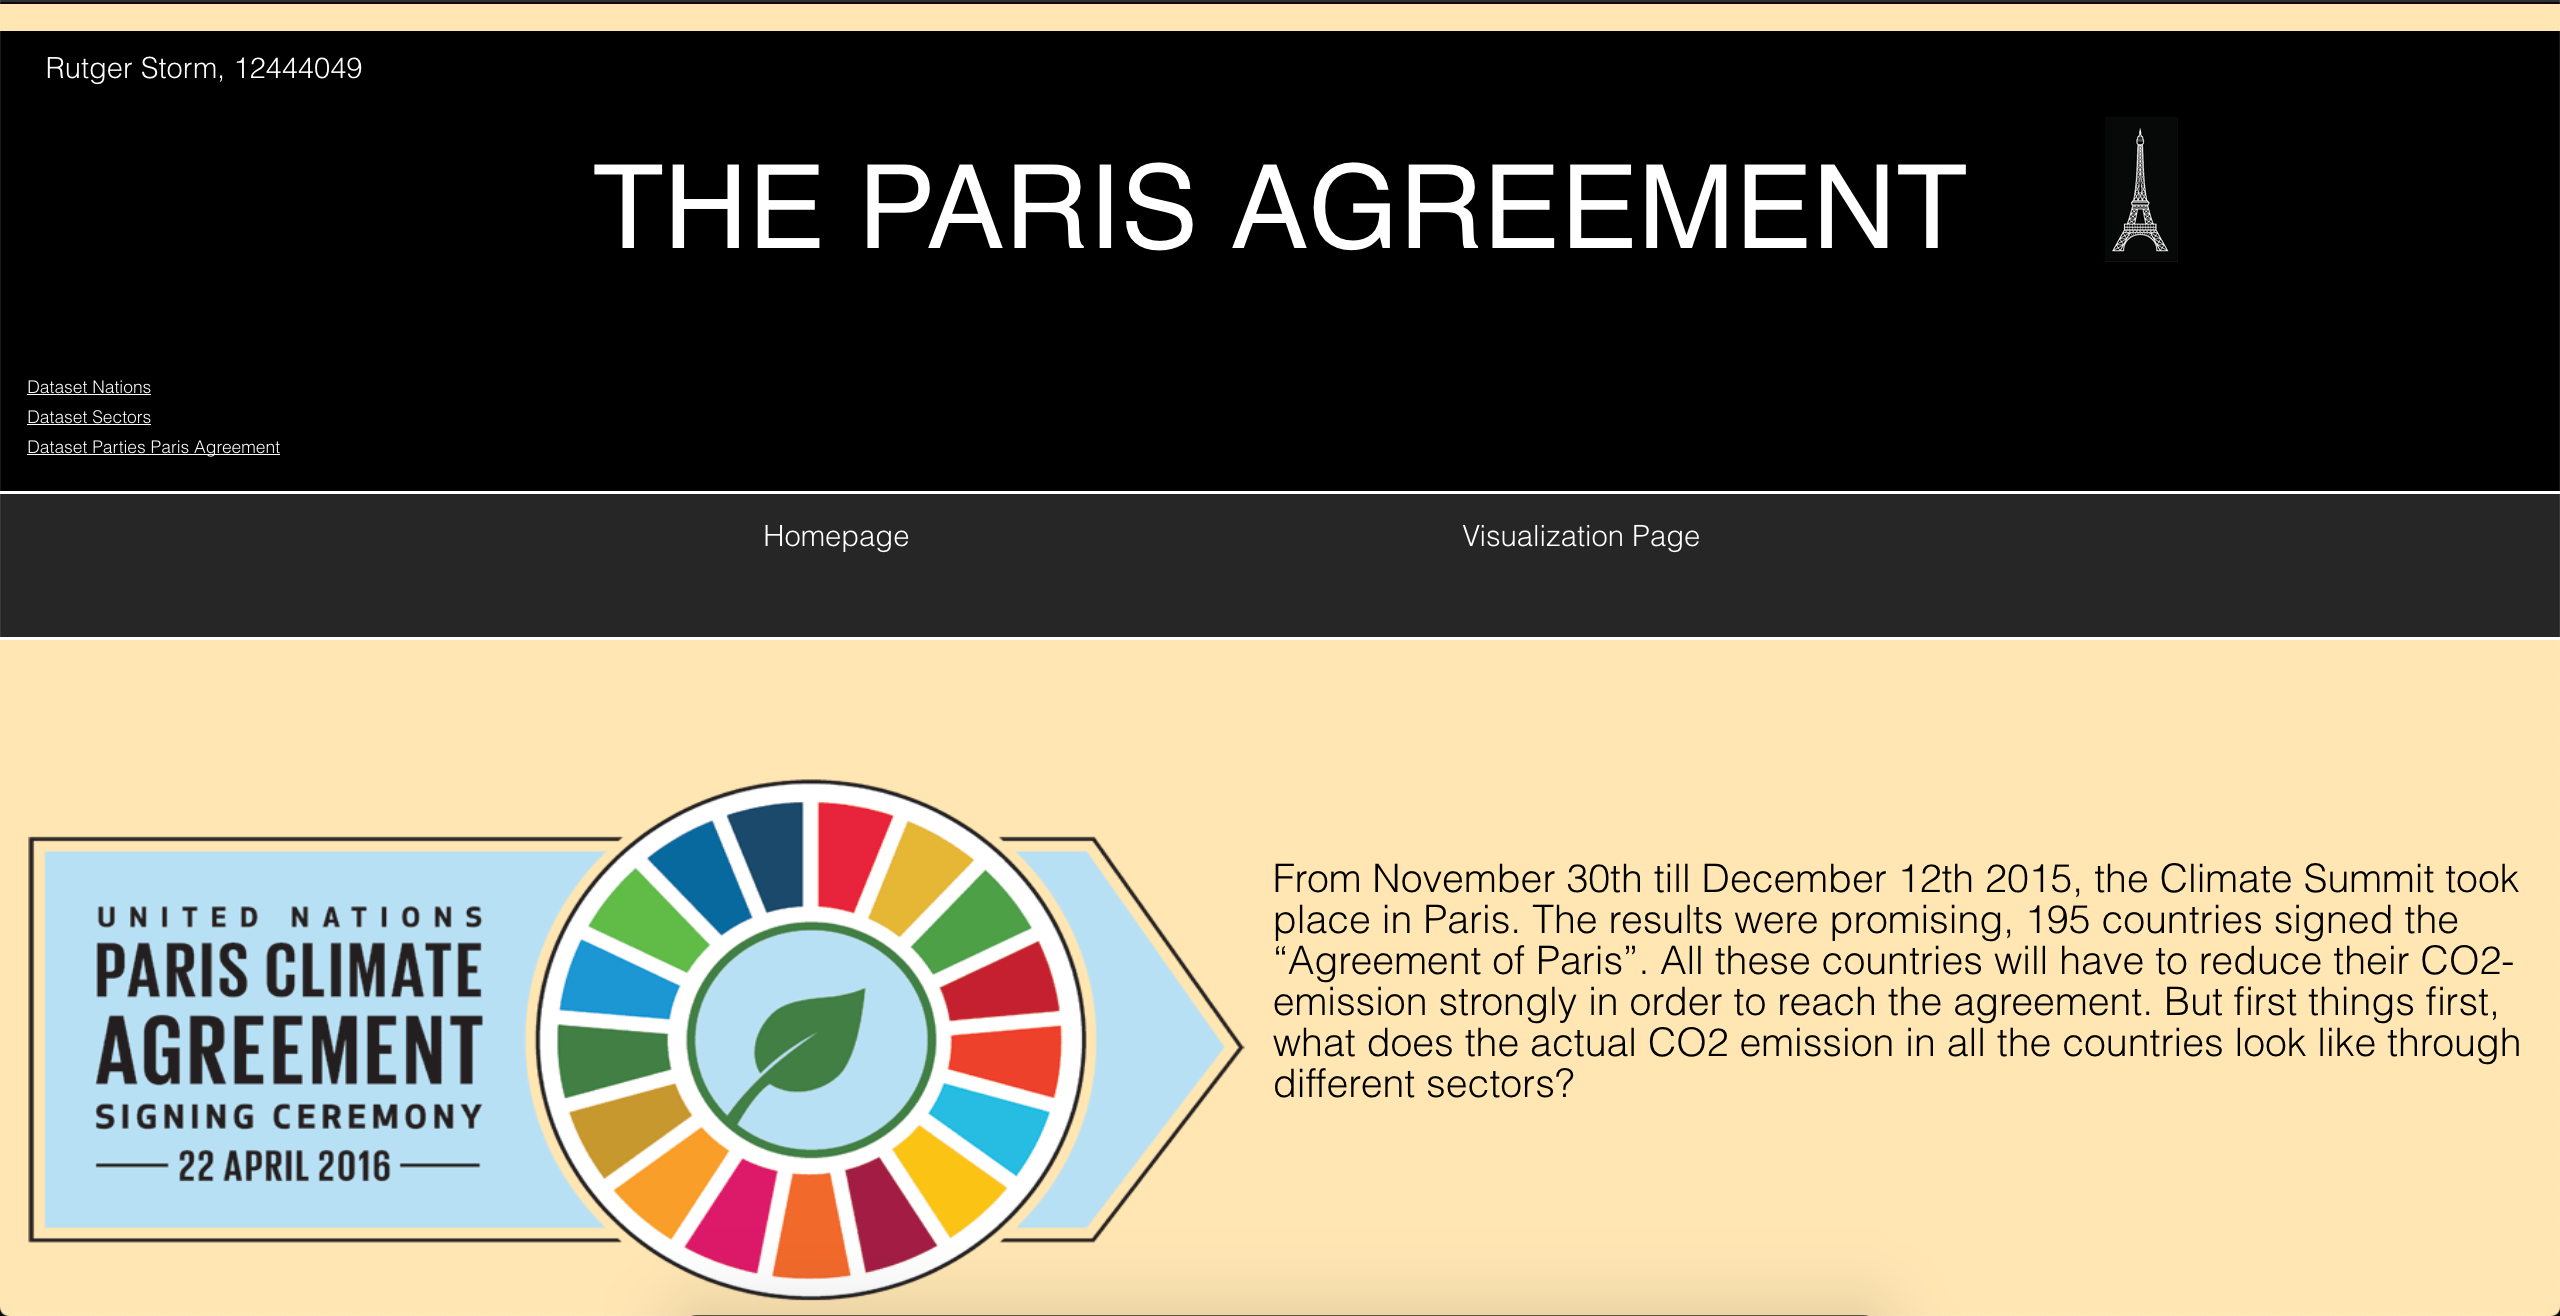 Rutger Storm, 12444049
THE PARIS AGREEMENT
Dataset Nations
Dataset Sectors
Dataset Parties Paris Agreement
Homepage
Visualization Page
UNITED NATIONS
PARIS CLIMATE
AGREEMENT
SIGNING CEREMONY
22 APRIL 2016
From November 30th till December 12th 2015, the Climate Summit took
place in Paris. The results were promising, 195 countries signed the
“Agreement of Paris”. All these countries will have to reduce their CO2-
emission strongly in order to reach the agreement. But first things first,
what does the actual CO2 emission in all the countries look like through
different sectors?